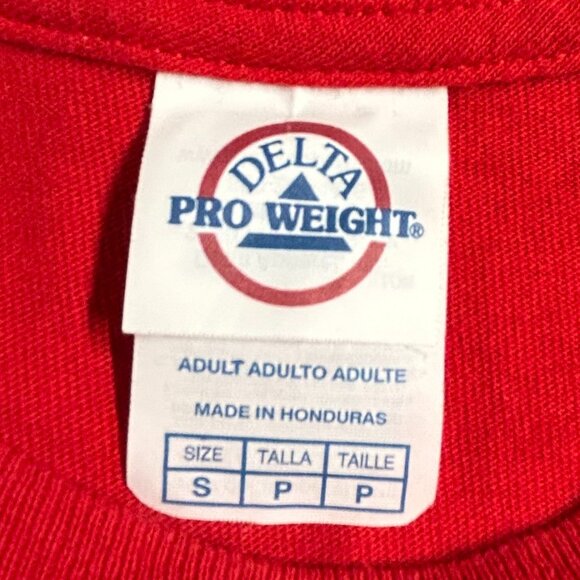 DELTA
PRO WEIGHT®
ADULT ADULTO ADULTE
MADE IN HONDURAS
SIZE TALLA TAILLE
S P P